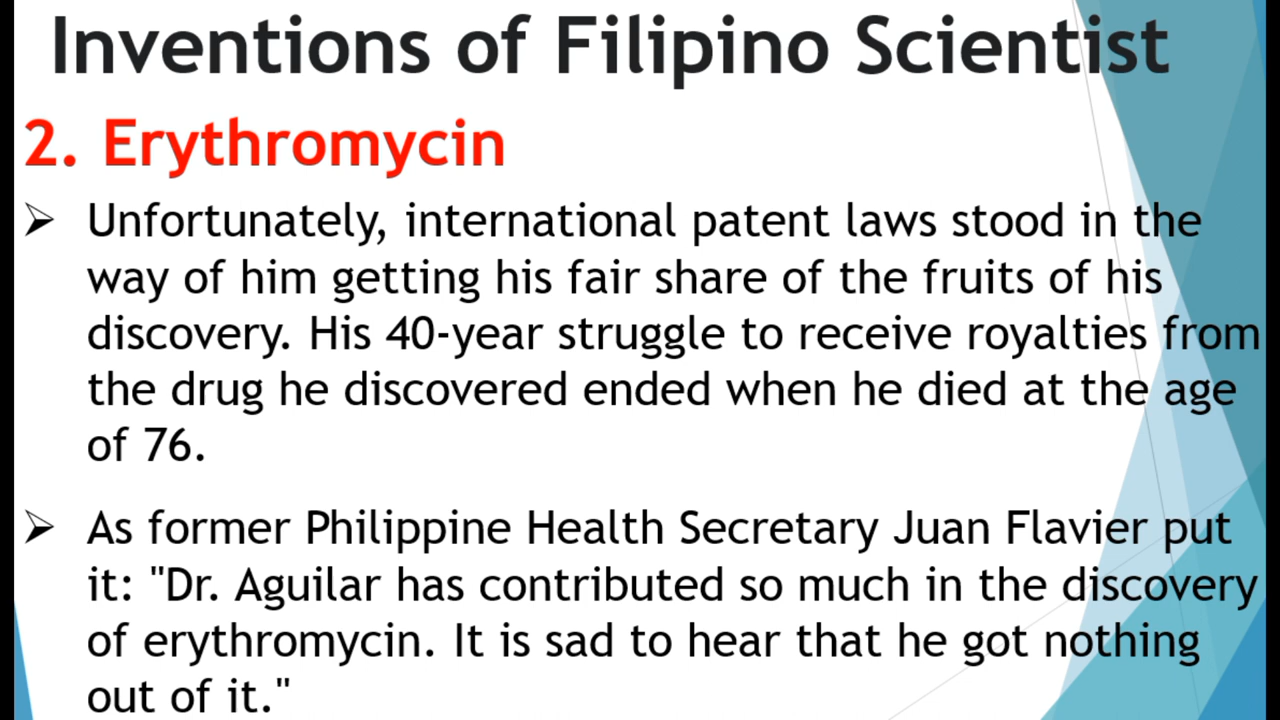 Inventions of Filipino Scientist
2. Erythromycin
➢ Unfortunately, international patent laws stood in the
way of him getting his fair share of the fruits of his
discovery. His 40-year struggle to receive royalties from
the drug he discovered ended when he died at the age
of 76.
➢ As former Philippine Health Secretary Juan Flavier put
it: "Dr. Aguilar has contributed so much in the discovery
of erythromycin. It is sad to hear that he got nothing
out of it."